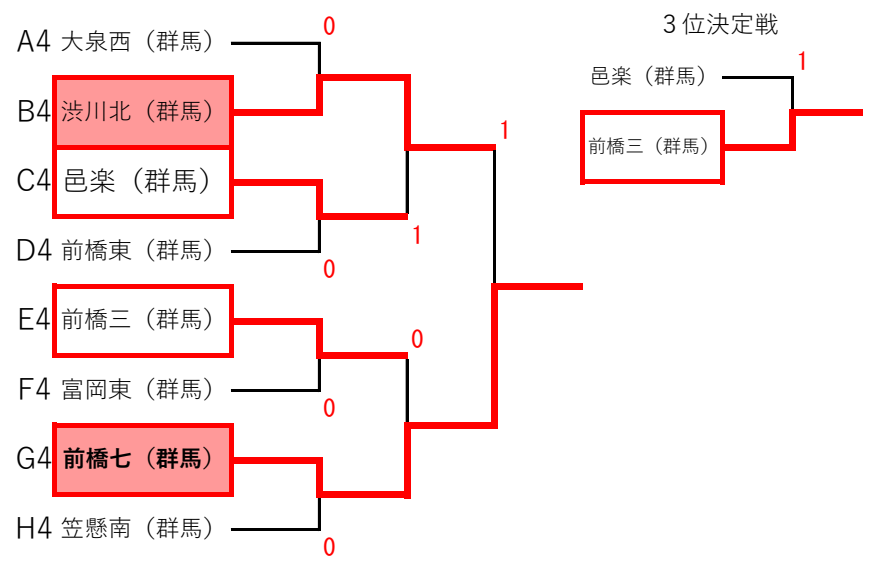 0
A4 大泉西（群馬）
B4 渋川北（群馬）
1
C4 邑楽（群馬）
1
D4 前橋東（群馬）
0
E4 前橋三（群馬）
0
F4 富岡東（群馬）
0
G4 前橋七（群馬）
H4 笠懸南（群馬）
0
３位決定戦
1
邑楽（群馬）
前橋三（群馬）